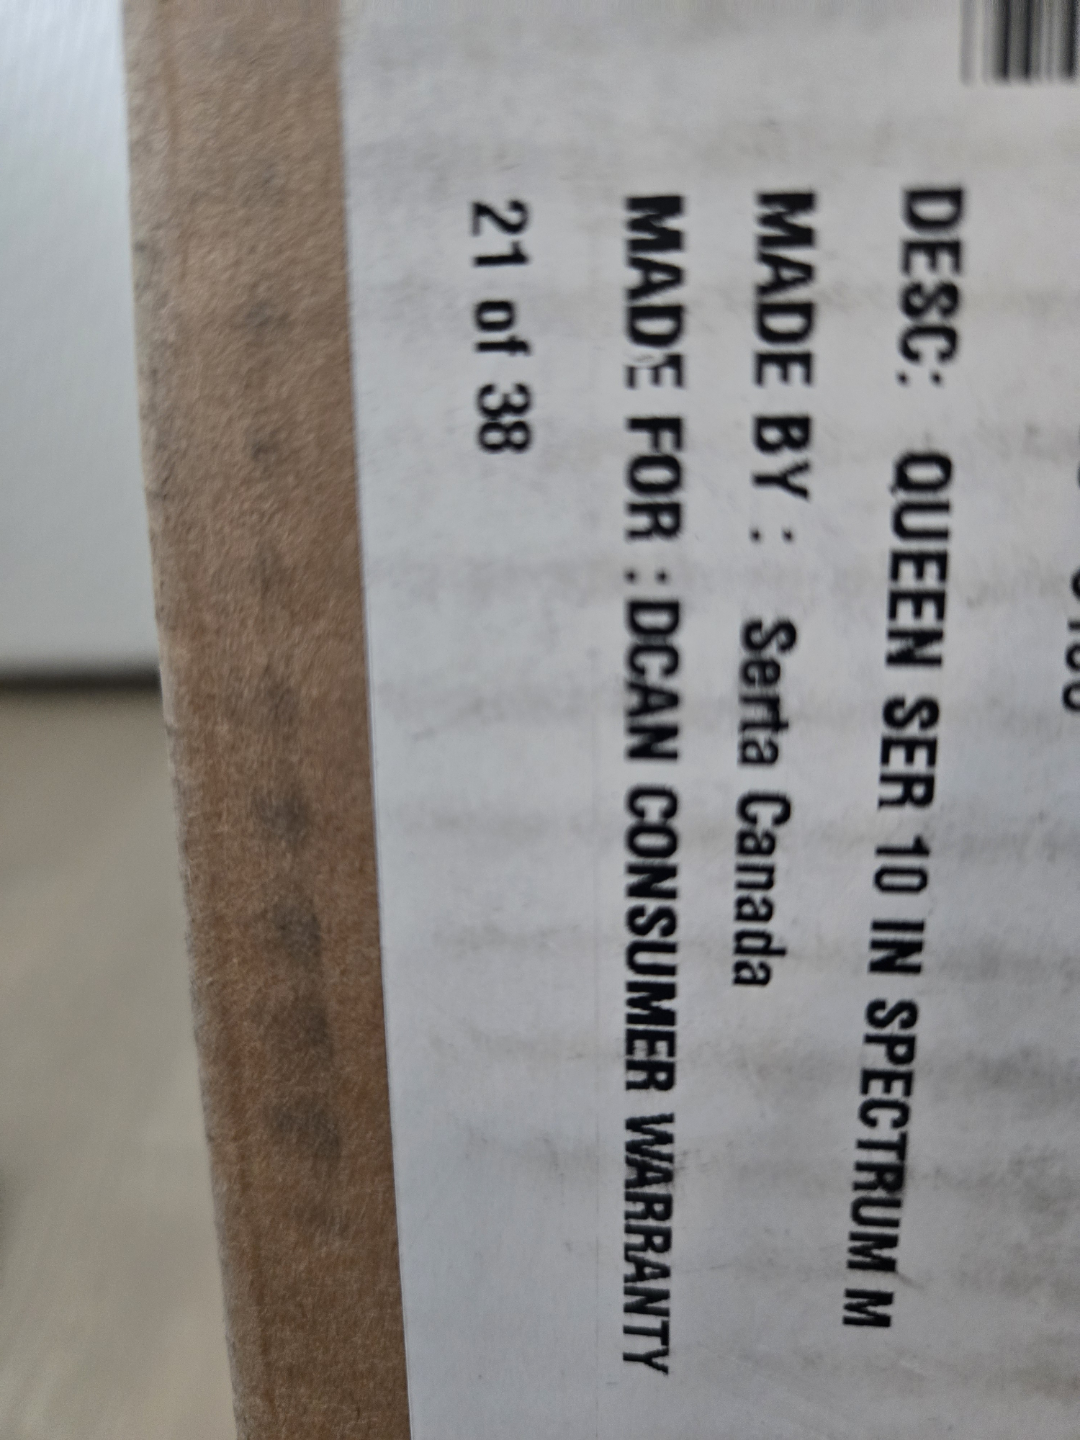 DESC: QUEEN SER 10 IN SPECTRUM M
MADE BY : Serta Canada
MADE FOR : DCAN CONSUMER WARRANTY
21 of 38